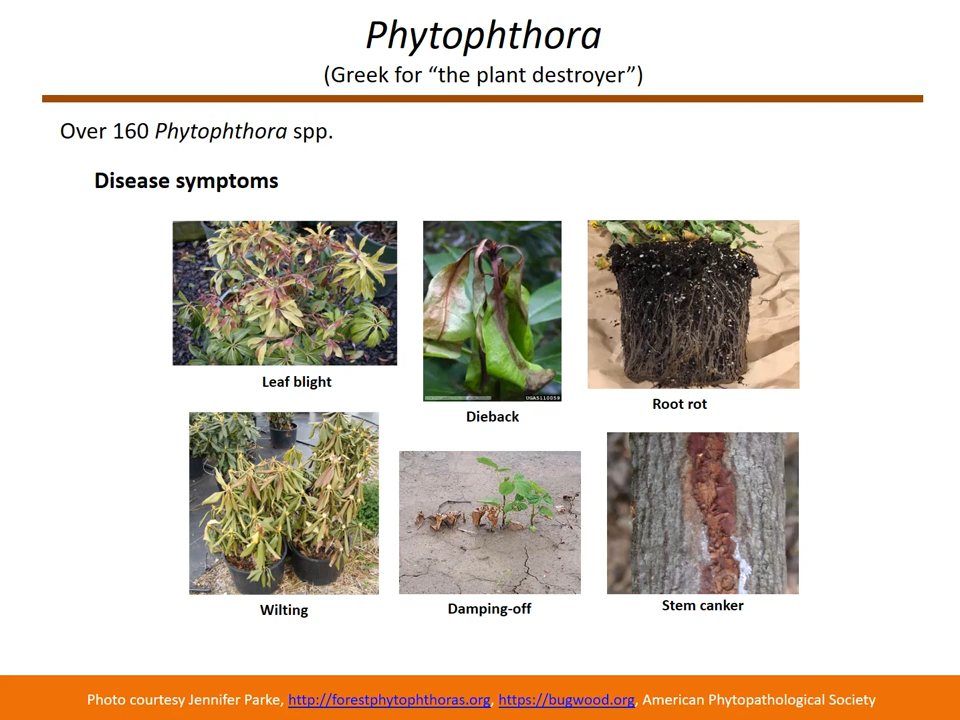 Phytophthora
(Greek for “the plant destroyer”)
Over 160 Phytophthora spp.
Disease symptoms
Leaf blight
UGA5110059
Dieback
Root rot
Wilting
Damping-off
Stem canker
Photo courtesy Jennifer Parke, http://forestphytophthoras.org, https://bugwood.org, American Phytopathological Society